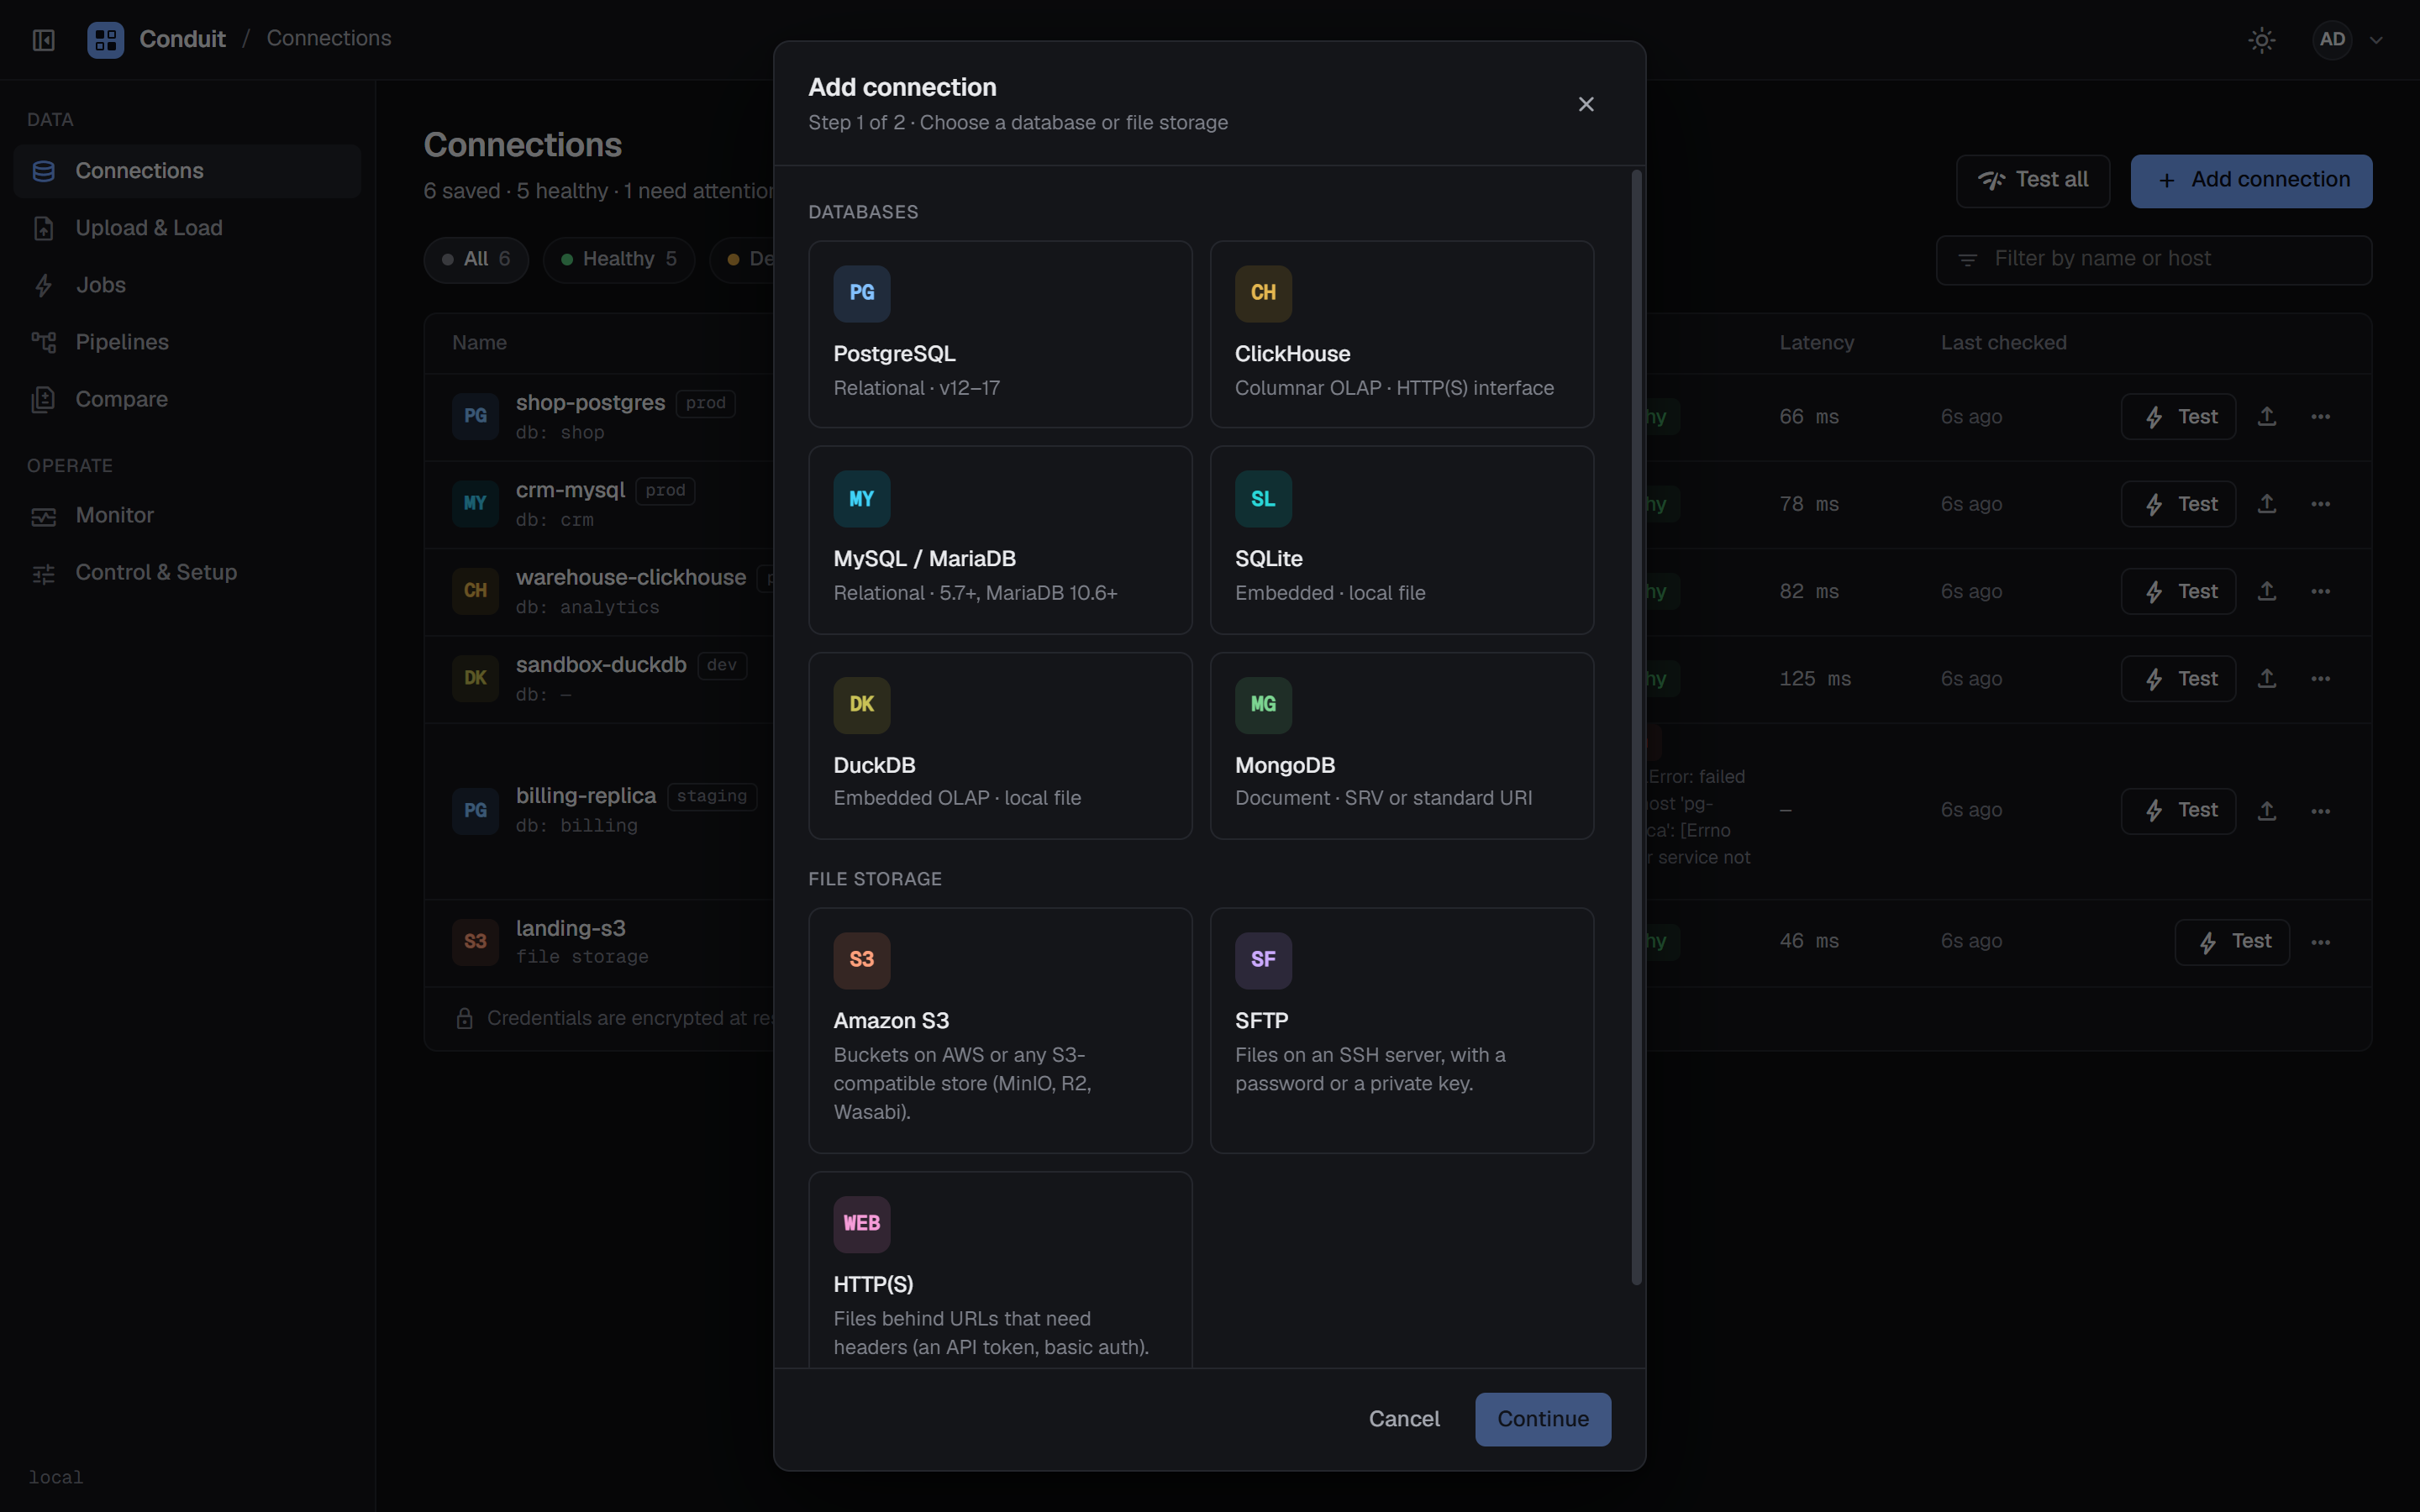 Conduit / Connections
AD
DATA
Connections
Upload & Load
Jobs
Pipelines
Compare
OPERATE
Monitor
Control & Setup
local
Connections
6 saved · 5 healthy · 1 need attention
Test all
+ Add connection
All 6
Healthy 5
Filter by name or host
Name
Latency
Last checked
PG
shop-postgres prod
db: shop
66 ms
6s ago
Test
MY
crm-mysql prod
db: crm
78 ms
6s ago
Test
CH
warehouse-clickhouse
db: analytics
82 ms
6s ago
Test
DK
sandbox-duckdb dev
db: —
125 ms
6s ago
Test
PG
billing-replica staging
db: billing
Error: failed
'pg-
[Errno
service not
—
6s ago
Test
S3
landing-s3
file storage
46 ms
6s ago
Test
Credentials are encrypted at
Add connection
Step 1 of 2 · Choose a database or file storage
DATABASES
PG
PostgreSQL
Relational · v12–17
CH
ClickHouse
Columnar OLAP · HTTP(S) interface
MY
MySQL / MariaDB
Relational · 5.7+, MariaDB 10.6+
SL
SQLite
Embedded · local file
DK
DuckDB
Embedded OLAP · local file
MG
MongoDB
Document · SRV or standard URI
FILE STORAGE
S3
Amazon S3
Buckets on AWS or any S3-
compatible store (MinIO, R2,
Wasabi).
SF
SFTP
Files on an SSH server, with a
password or a private key.
WEB
HTTP(S)
Files behind URLs that need
headers (an API token, basic auth).
Cancel
Continue